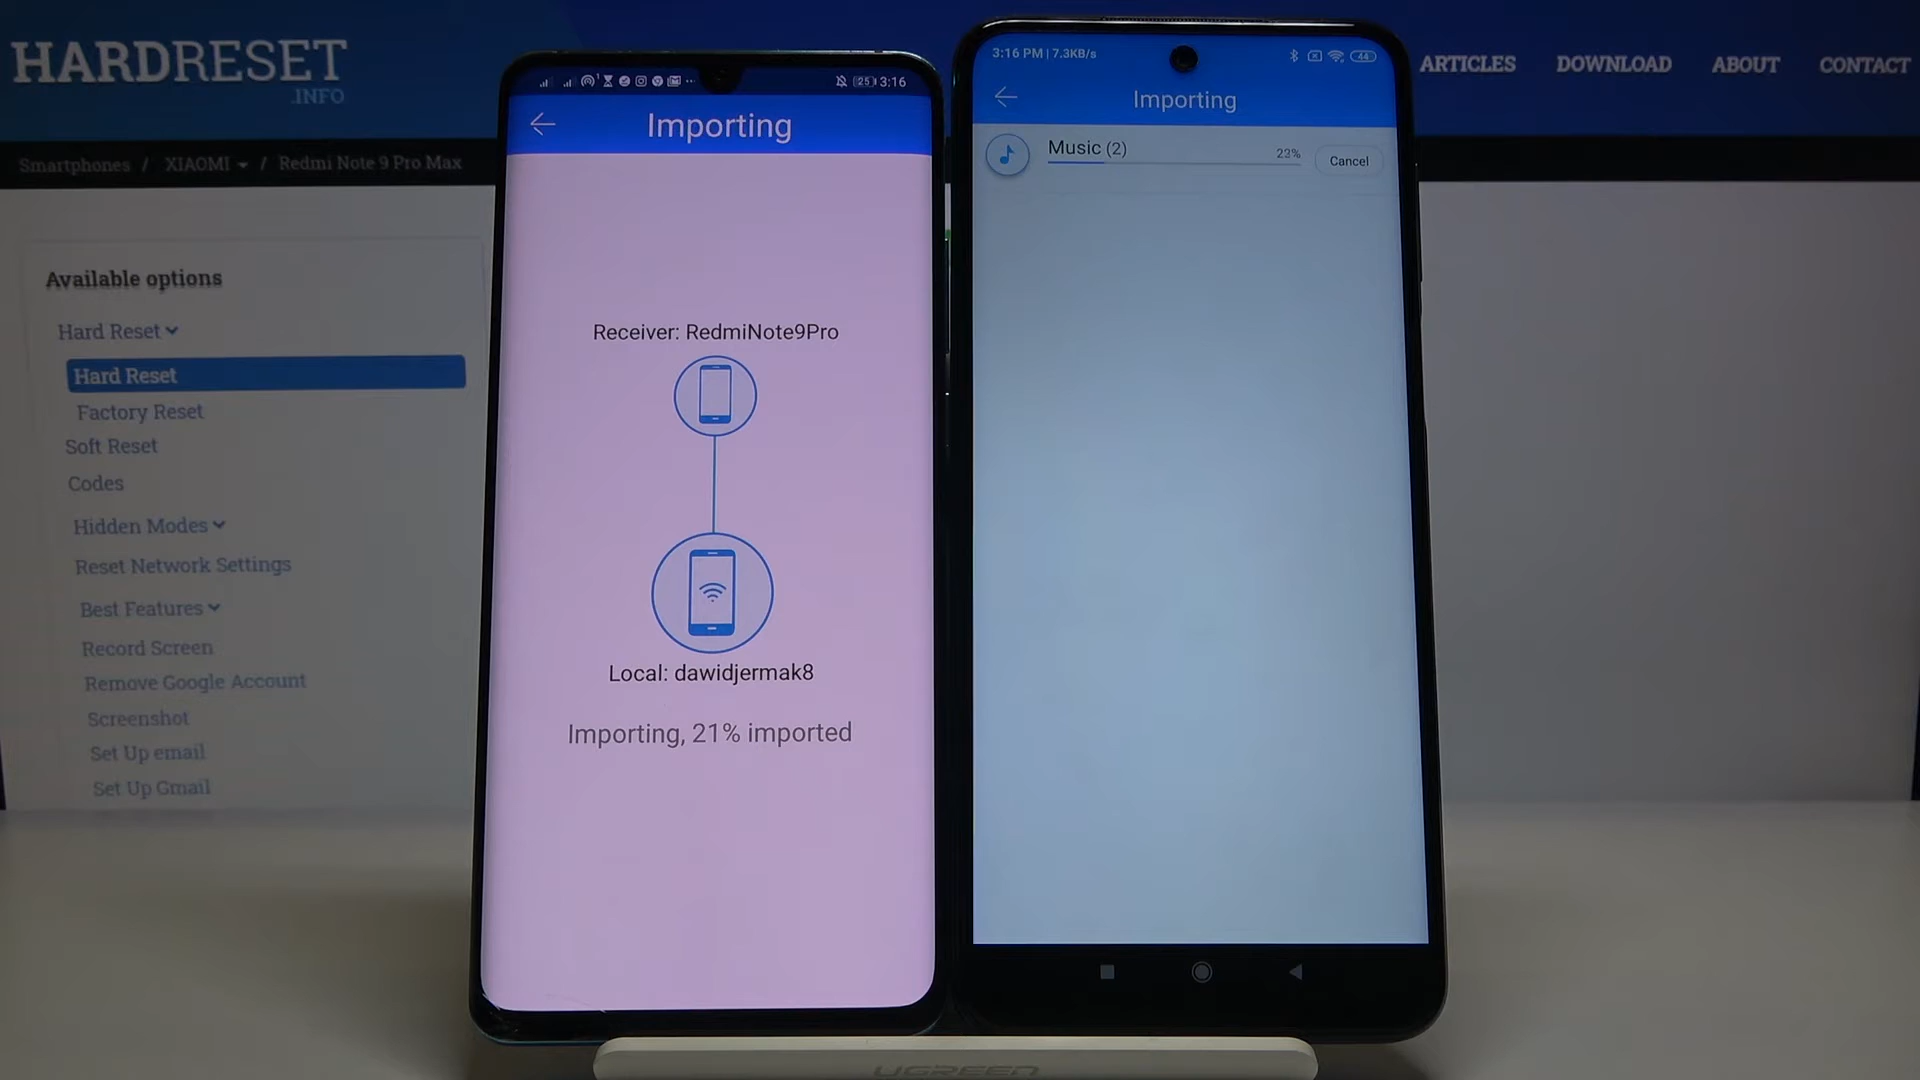 HARDRESET
.INFO
ARTICLES DOWNLOAD ABOUT CONTACT
Smartphones / XIAOMI / Redmi Note 9 Pro Max
Available options
Hard Reset
Hard Reset
Factory Reset
Soft Reset
Codes
Hidden Modes
Reset Network Settings
Best Features
Record Screen
Remove Google Account
Screenshot
Set Up email
Set Up Gmail
25 3:16
Importing
Receiver: RedmiNote9Pro
Local: dawidjermak8
Importing, 21% imported
3:16 PM | 7.3KB/s 44
Importing
Music (2) 22% Cancel
UGREEN